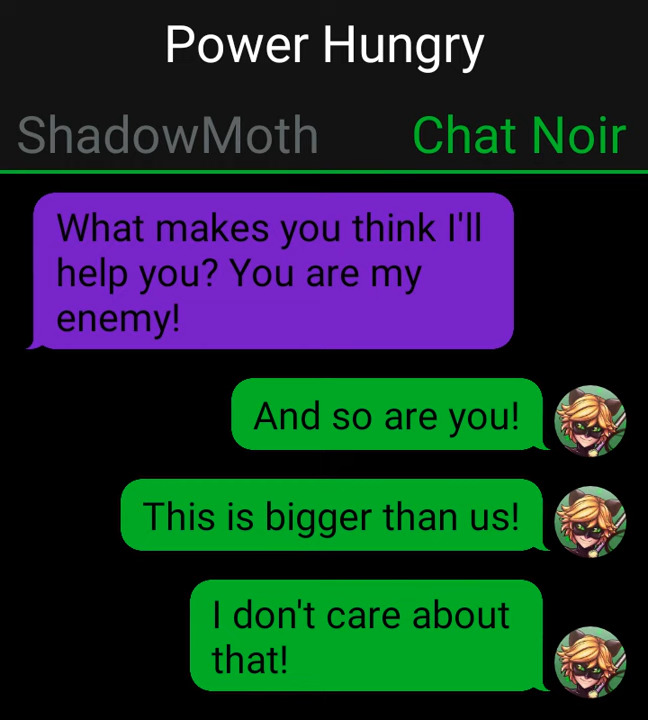 Power Hungry
ShadowMoth Chat Noir
What makes you think I'll
help you? You are my
enemy!
And so are you!
This is bigger than us!
I don't care about
that!